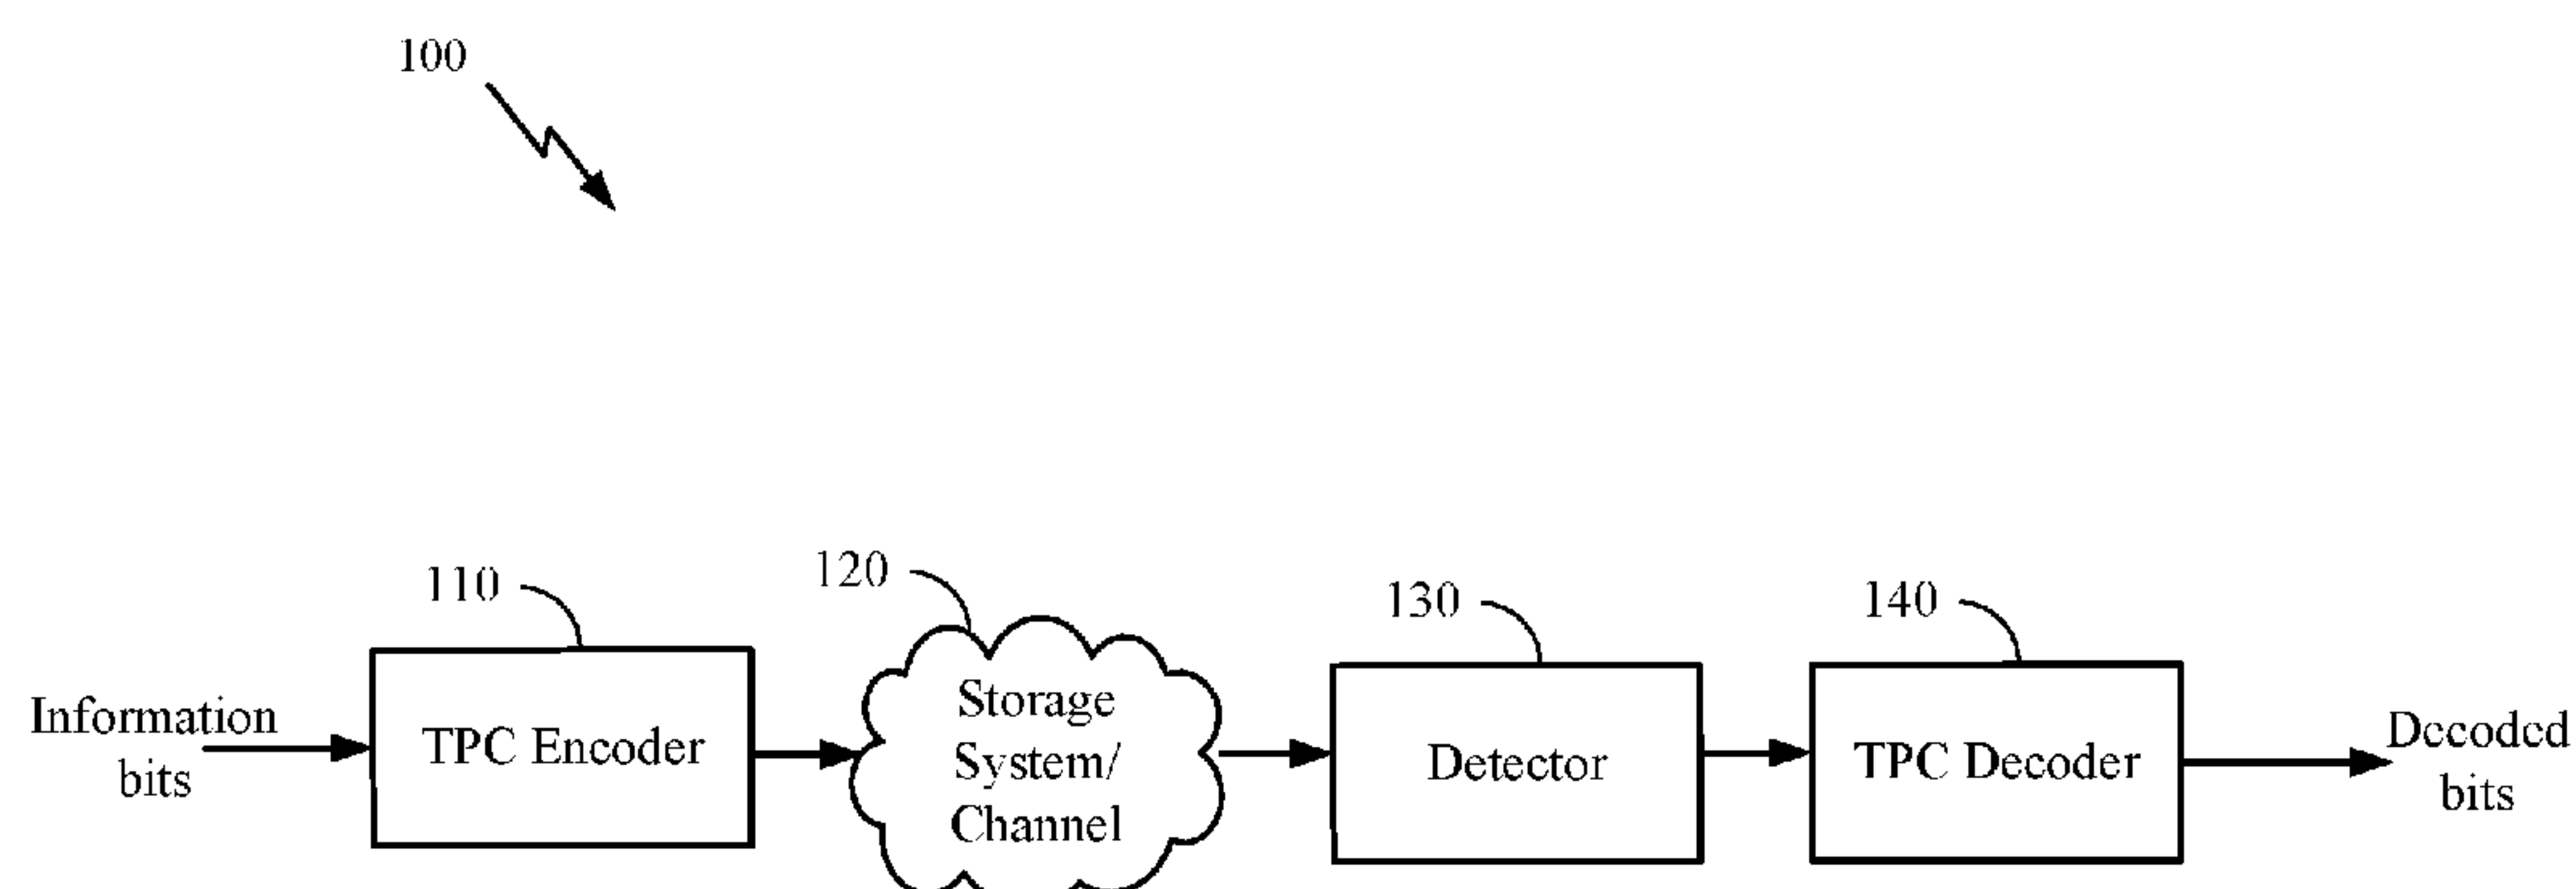 100
110
120
130
140
Information
bits
TPC Encoder
Storage
System/
Channel
Detector
TPC Decoder
Decoded
bits